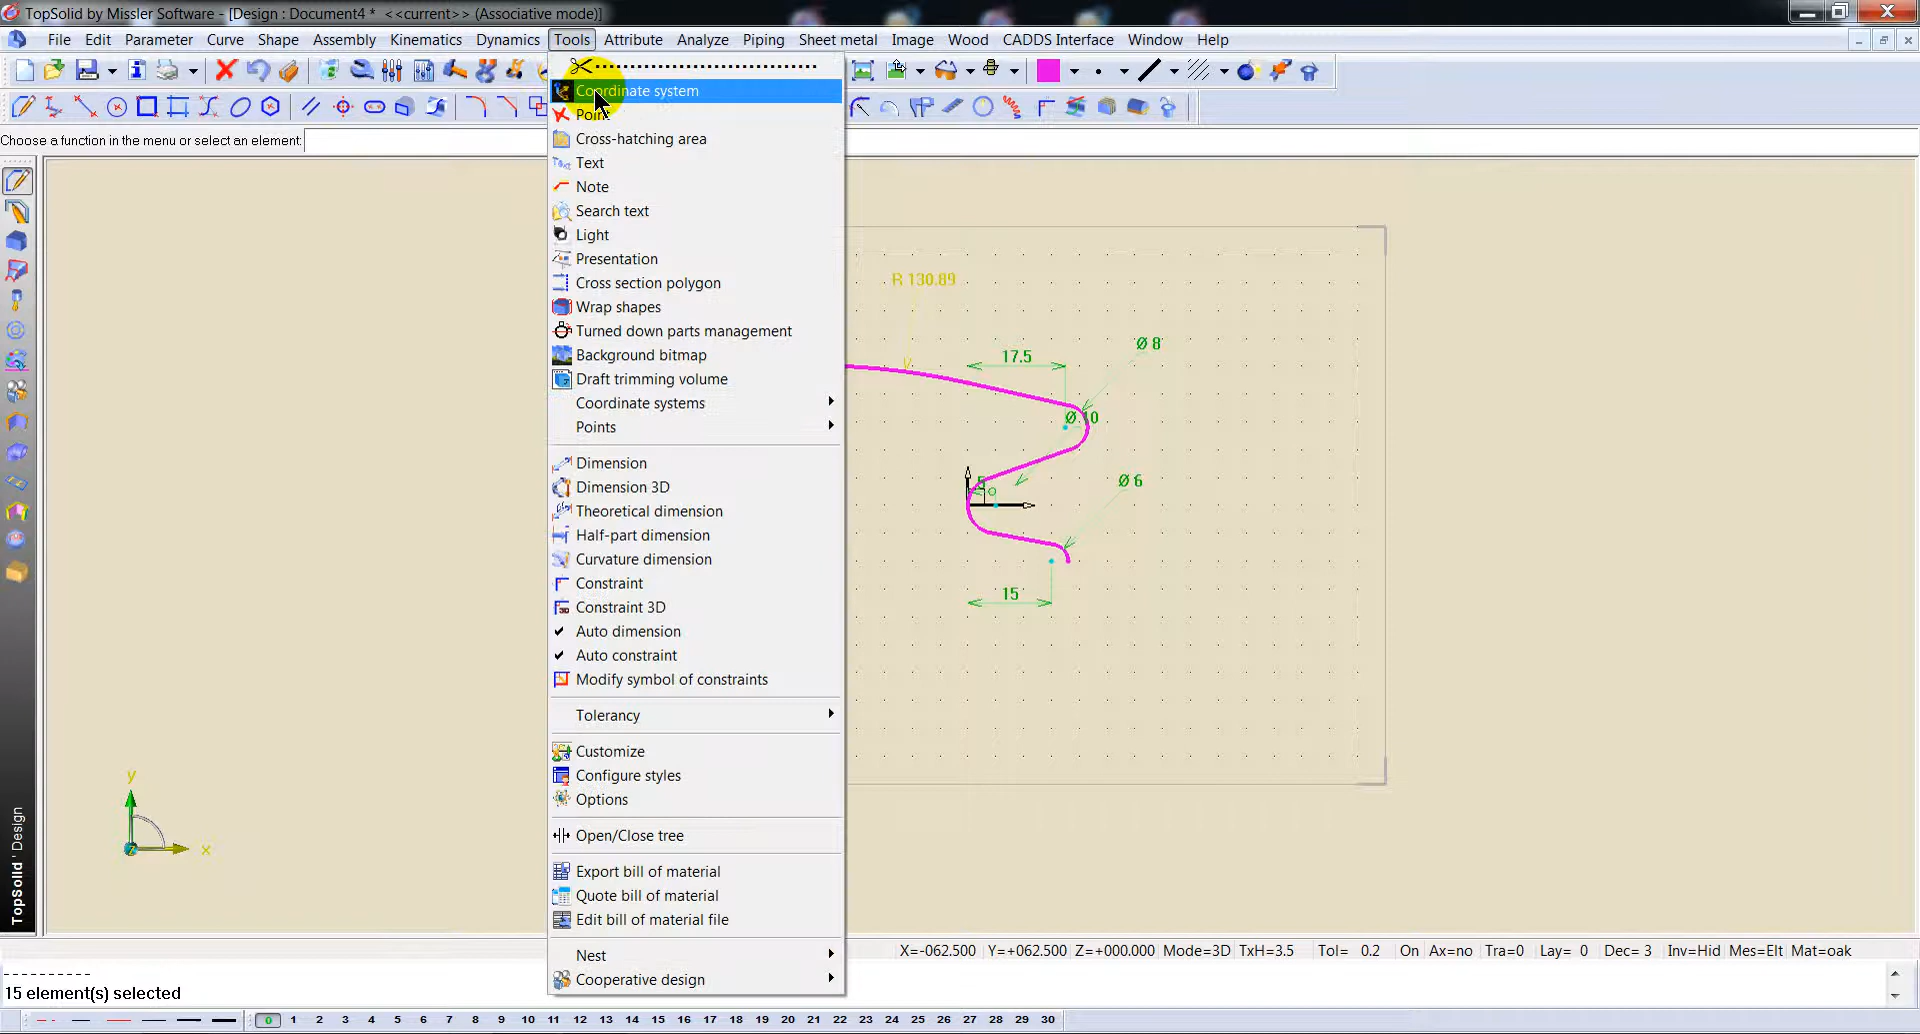 TopSolid by Missler Software - [Design : Document4 *  <<current>> (Associative mode)]
File Edit Parameter Curve Shape Assembly Kinematics Dynamics Tools Attribute Analyze Piping Sheet metal Image Wood CADDS Interface Window Help
Choose a function in the menu or select an element:
Coordinate system
Point
Cross-hatching area
Text
Note
Search text
Light
Presentation
Cross section polygon
Wrap shapes
Turned down parts management
Background bitmap
Draft trimming volume
Coordinate systems
Points
Dimension
Dimension 3D
Theoretical dimension
Half-part dimension
Curvature dimension
Constraint
Constraint 3D
Auto dimension
Auto constraint
Modify symbol of constraints
Tolerancy
Customize
Configure styles
Options
Open/Close tree
Export bill of material
Quote bill of material
Edit bill of material file
Nest
Cooperative design
R 130.89
Ø 8
17.5
Ø 10
Ø 6
5
15
y
x
TopSolid'Design
X=-062.500 Y=+062.500 Z=+000.000 Mode=3D TxH=3.5 Tol= 0.2 On Ax=no Tra=0 Lay= 0 Dec= 3 Inv=Hid Mes=Elt Mat=oak
----------
15 element(s) selected
0 1 2 3 4 5 6 7 8 9 10 11 12 13 14 15 16 17 18 19 20 21 22 23 24 25 26 27 28 29 30